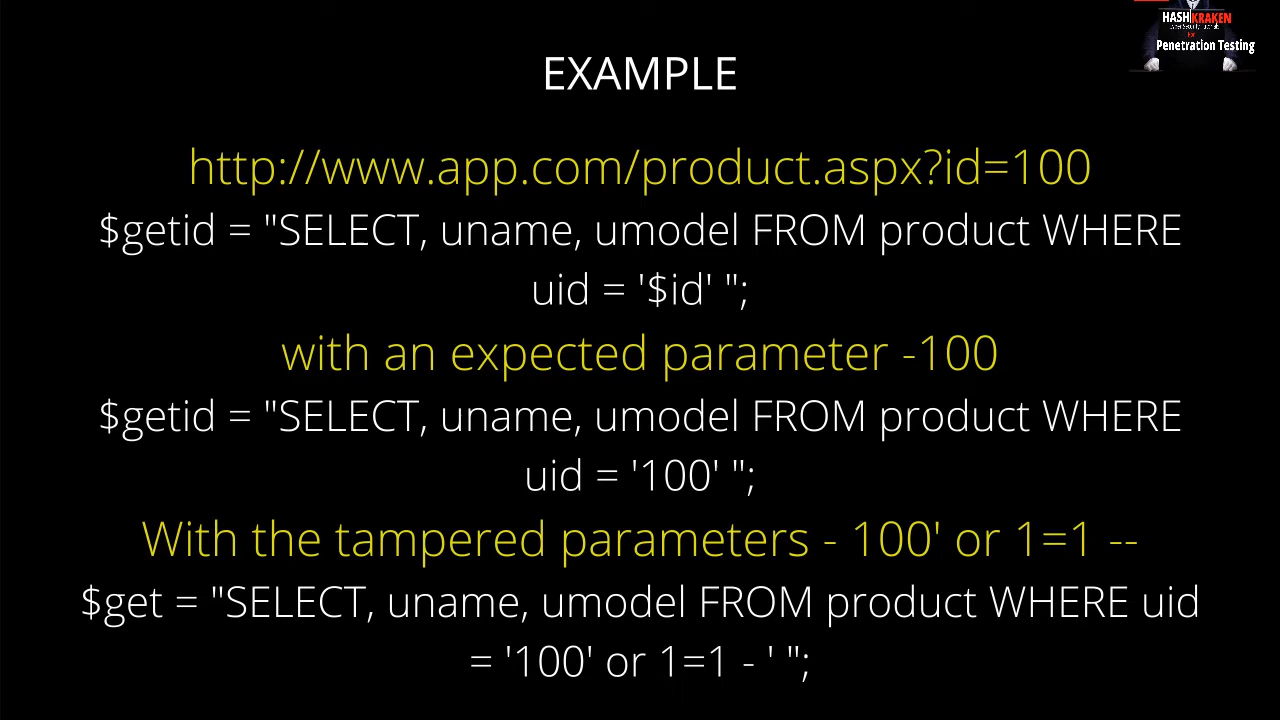 HASHKRAKEN
For
Penetration Testing
EXAMPLE
http://www.app.com/product.aspx?id=100
$getid = "SELECT, uname, umodel FROM product WHERE
uid = '$id' ";
with an expected parameter -100
$getid = "SELECT, uname, umodel FROM product WHERE
uid = '100' ";
With the tampered parameters - 100' or 1=1 --
$get = "SELECT, uname, umodel FROM product WHERE uid
= '100' or 1=1 - ' ";